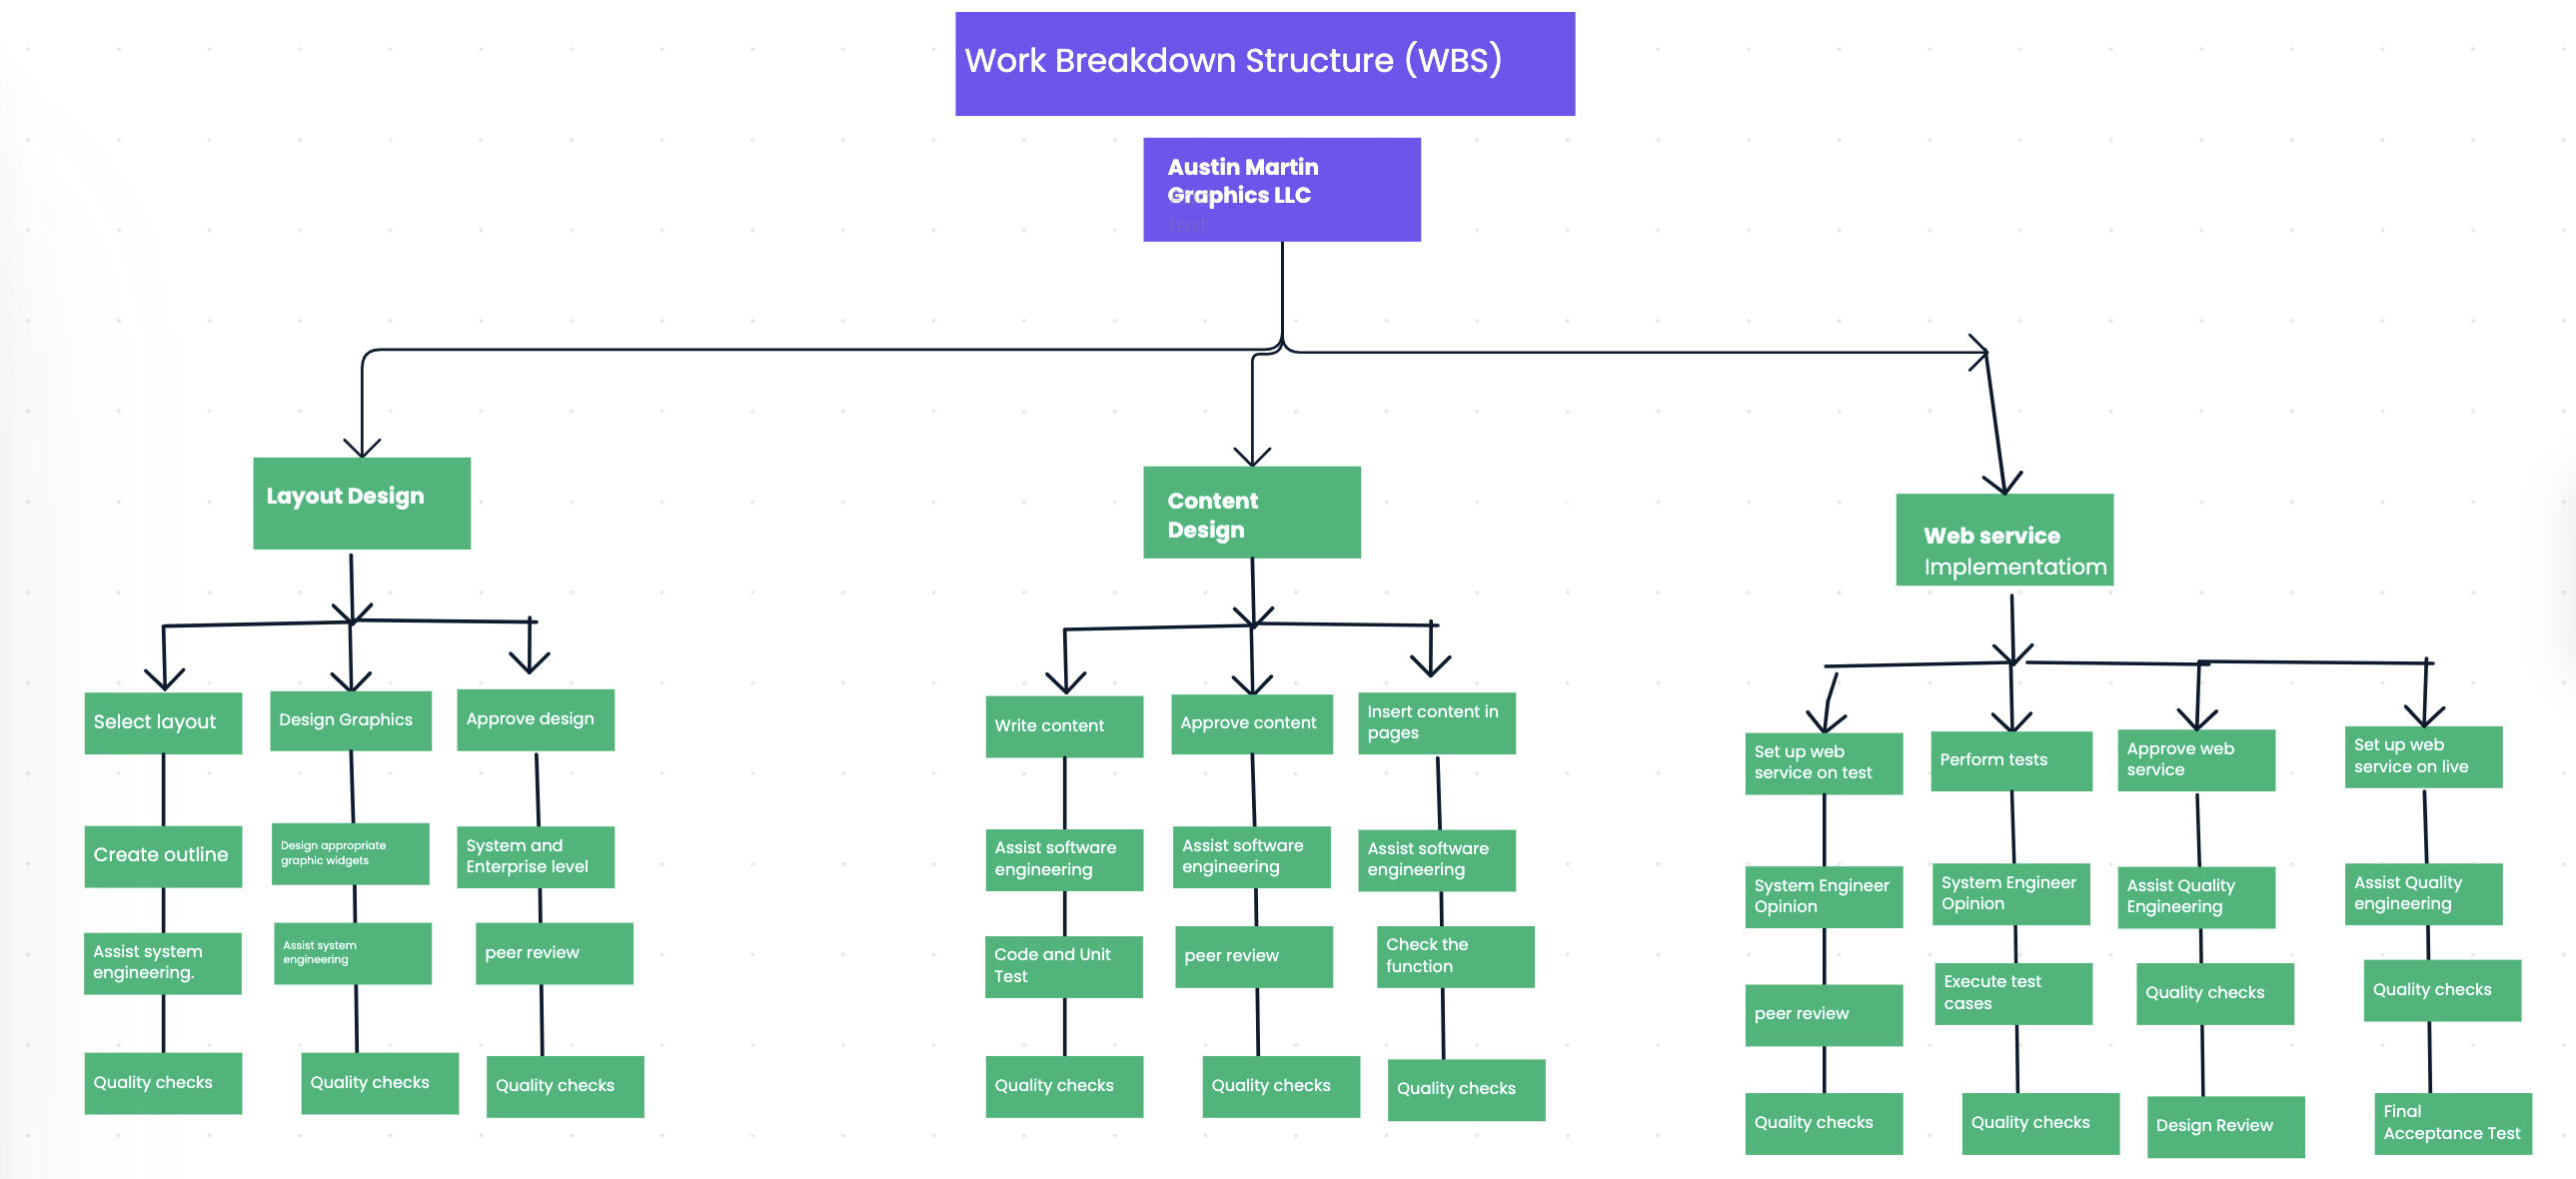 Work Breakdown Structure (WBS)
Austin Martin
Graphics LLC
text
Layout Design
Content
Design
Web service
Implementatiom
Select layout
Design Graphics
Approve design
Write content
Approve content
Insert content in
pages
Set up web
service on test
Perform tests
Approve web
service
Set up web
service on live
Create outline
Design appropriate
graphic widgets
System and
Enterprise level
Assist software
engineering
Assist software
engineering
Assist software
engineering
System Engineer
Opinion
System Engineer
Opinion
Assist Quality
Engineering
Assist Quality
engineering
Assist system
engineering.
Assist system
engineering
peer review
Code and Unit
Test
peer review
Check the
function
peer review
Execute test
cases
Quality checks
Quality checks
Quality checks
Quality checks
Quality checks
Quality checks
Quality checks
Quality checks
Quality checks
Quality checks
Design Review
Final
Acceptance Test